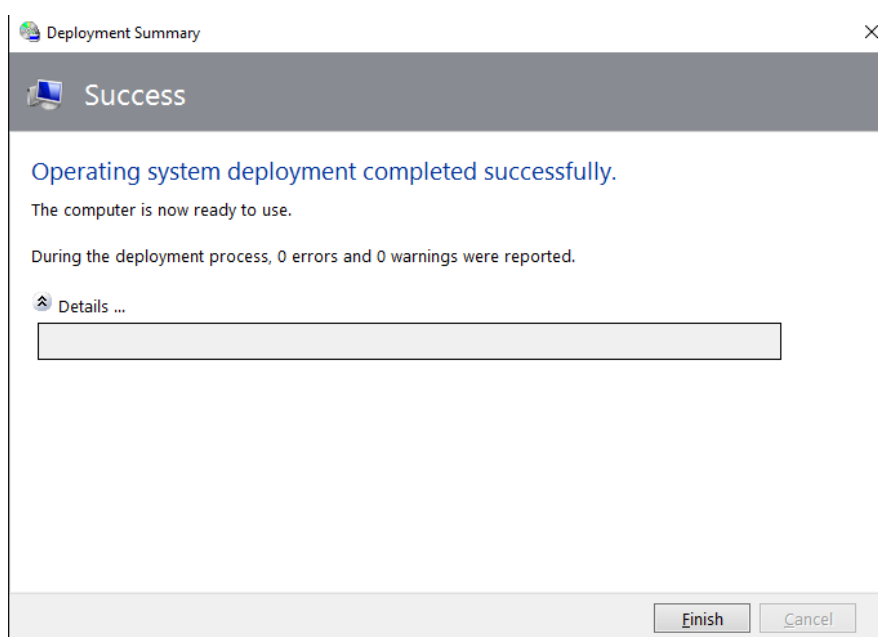 Deployment Summary
Success
Operating system deployment completed successfully.
The computer is now ready to use.
During the deployment process, 0 errors and 0 warnings were reported.
Details ...
Finish
Cancel